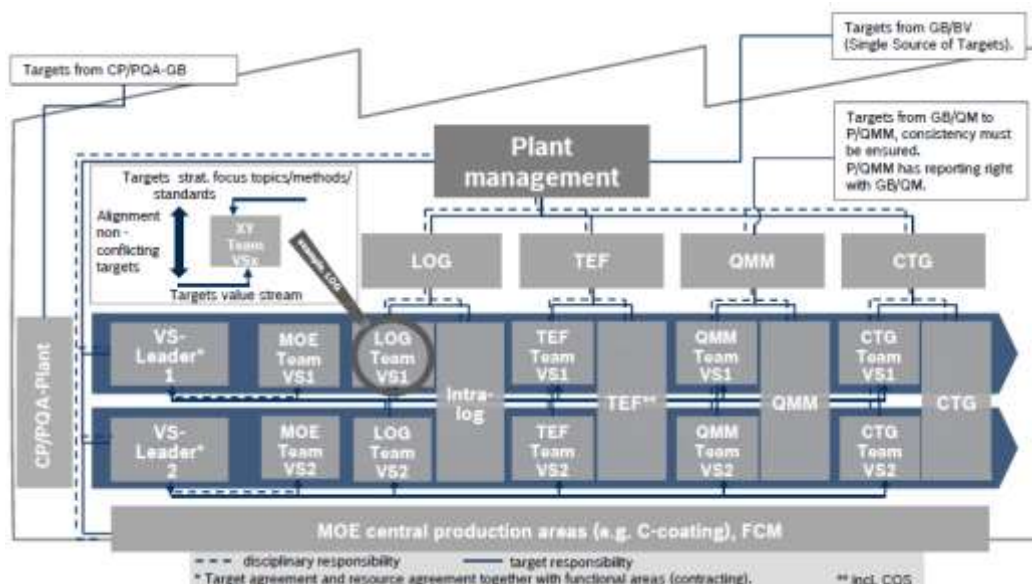 Targets from GB/BV
(Single Source of Targets).
Targets from CP/PQA-GB
Targets from GB/QM to
P/QMM, consistency must
be ensured.
P/QMM has reporting right
with GB/QM.
Plant
management
Targets strat. focus topics/methods/
standards
Alignment
non -
conflicting
targets
XY
Team
VSx
Targets value stream
example: LOG
LOG
TEF
QMM
CTG
CP/PQA-Plant
VS-
Leader*
1
MOE
Team
VS1
LOG
Team
VS1
Intra-
log
TEF
Team
VS1
TEF**
QMM
Team
VS1
QMM
CTG
Team
VS1
CTG
VS-
Leader*
2
MOE
Team
VS2
LOG
Team
VS2
TEF
Team
VS2
QMM
Team
VS2
CTG
Team
VS2
MOE central production areas (e.g. C-coating), FCM
disciplinary responsibility
target responsibility
* Target agreement and resource agreement together with functional areas (contracting).
** incl. CQS